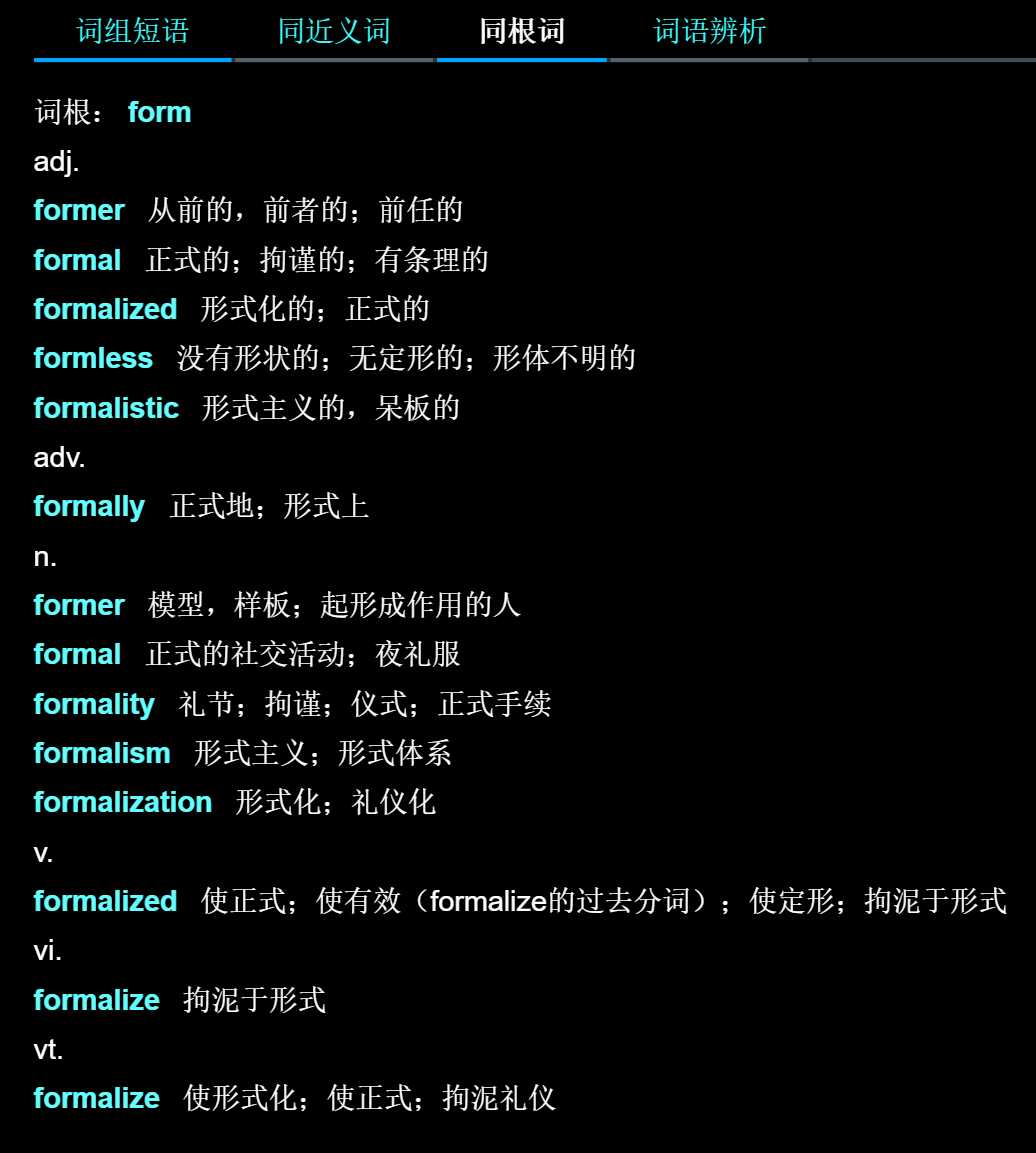 词组短语 同近义词 同根词 词语辨析
词根： form
adj.
former 从前的，前者的；前任的
formal 正式的；拘谨的；有条理的
formalized 形式化的；正式的
formless 没有形状的；无定形的；形体不明的
formalistic 形式主义的，呆板的
adv.
formally 正式地；形式上
n.
former 模型，样板；起形成作用的人
formal 正式的社交活动；夜礼服
formality 礼节；拘谨；仪式；正式手续
formalism 形式主义；形式体系
formalization 形式化；礼仪化
v.
formalized 使正式；使有效（formalize的过去分词）；使定形；拘泥于形式
vi.
formalize 拘泥于形式
vt.
formalize 使形式化；使正式；拘泥礼仪